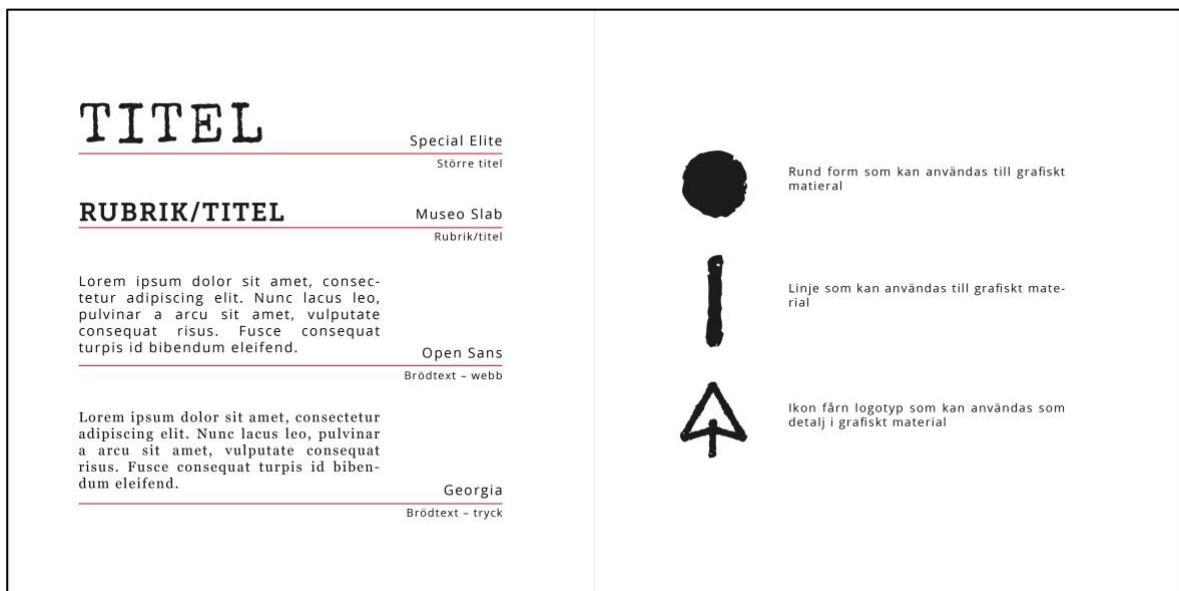 TITEL
Special Elite
Större titel
RUBRIK/TITEL
Museo Slab
Rubrik/titel
Lorem ipsum dolor sit amet, consec-
tetur adipiscing elit. Nunc lacus leo,
pulvinar a arcu sit amet, vulputate
consequat risus. Fusce consequat
turpis id bibendum eleifend.
Open Sans
Brödtext – webb
Lorem ipsum dolor sit amet, consectetur
adipiscing elit. Nunc lacus leo, pulvinar
a arcu sit amet, vulputate consequat
risus. Fusce consequat turpis id biben-
dum eleifend.
Georgia
Brödtext – tryck
Rund form som kan användas till grafiskt
matieral
Linje som kan användas till grafiskt mate-
rial
Ikon fårn logotyp som kan användas som
detalj i grafiskt material